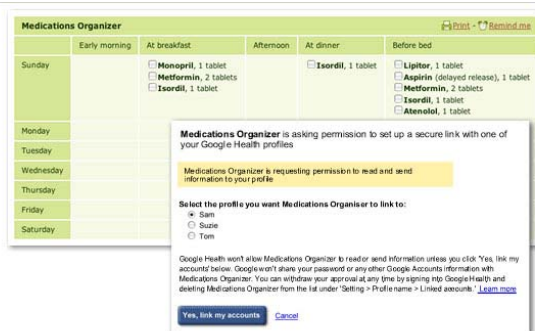 Medications Organizer Print - Remind me
Early morning At breakfast Afternoon At dinner Before bed
Sunday Monopril, 1 tablet Isordil, 1 tablet Lipitor, 1 tablet
Metformin, 2 tablets Aspirin (delayed release), 1 tablet
Isordil, 1 tablet Metformin, 2 tablets
Isordil, 1 tablet
Atenolol, 1 tablet
Monday
Tuesday
Wednesday
Thursday
Friday
Saturday
Medications Organizer is asking permission to set up a secure link with one of
your Google Health profiles
Medications Organizer is requesting permission to read and send
information to your profile
Select the profile you want Medications Organiser to link to:
Sam
Suzie
Tom
Google Health won't allow Medications Organizer to read or send information unless you click 'Yes, link my
accounts' below. Google won't share your password or any other Google Accounts information with
Medications Organizer. You can withdraw your approval at any time by signing into Google Health and
deleting Medications Organizer from the list under 'Setting > Profile name > Linked accounts.' Learn more
Yes, link my accounts Cancel